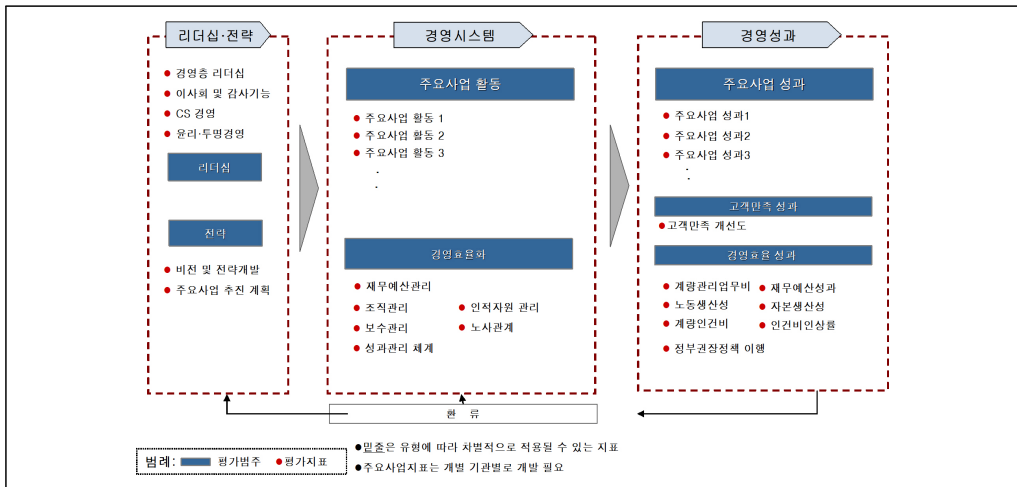 리더십·전략
경영층 리더십
이사회 및 감사기능
CS 경영
윤리·투명경영
리더십
전략
비전 및 전략개발
주요사업 추진 계획
경영시스템
주요사업 활동
주요사업 활동 1
주요사업 활동 2
주요사업 활동 3
.
.
경영효율화
재무예산관리
조직관리
인적자원 관리
보수관리
노사관계
성과관리 체계
경영성과
주요사업 성과
주요사업 성과1
주요사업 성과2
주요사업 성과3
.
.
고객만족 성과
고객만족 개선도
경영효율 성과
계량관리업무비
재무예산성과
노동생산성
자본생산성
계량인건비
인건비인상률
정부권장정책 이행
환 류
범례: 평가범주 ●평가지표
●밑줄은 유형에 따라 차별적으로 적용될 수 있는 지표
●주요사업지표는 개별 기관별로 개발 필요